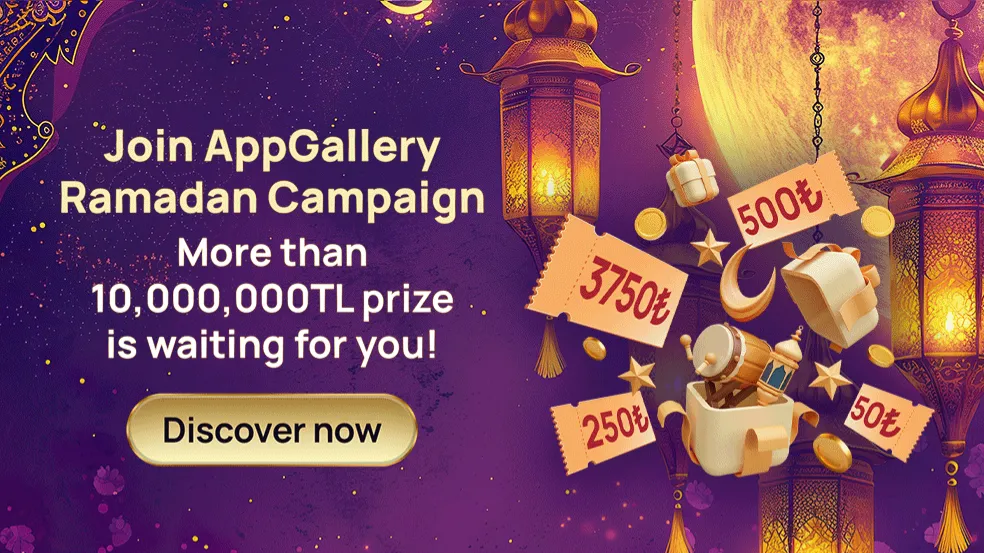 Join AppGallery
Ramadan Campaign
More than
10,000,000TL prize
is waiting for you!
Discover now
500₺
3750₺
250₺
50₺